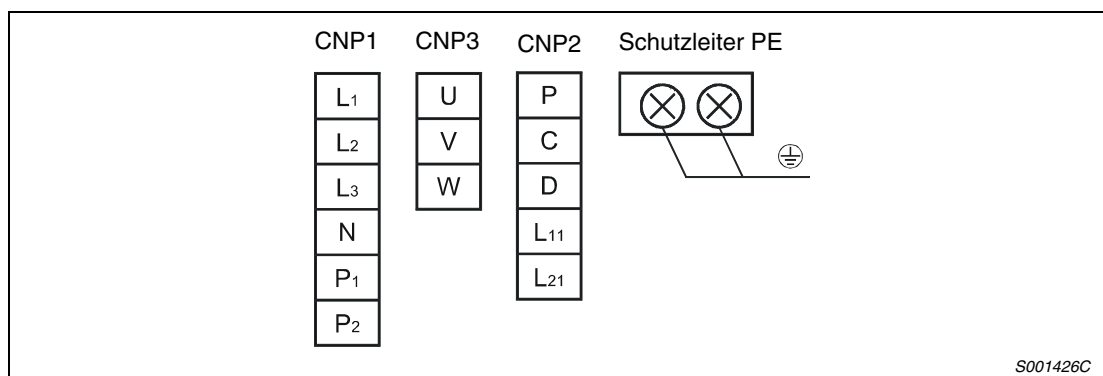 CNP1 CNP3 CNP2 Schutzleiter PE
L1 U P
L2 V C
L3 W D
N L11
P1 L21
P2
S001426C